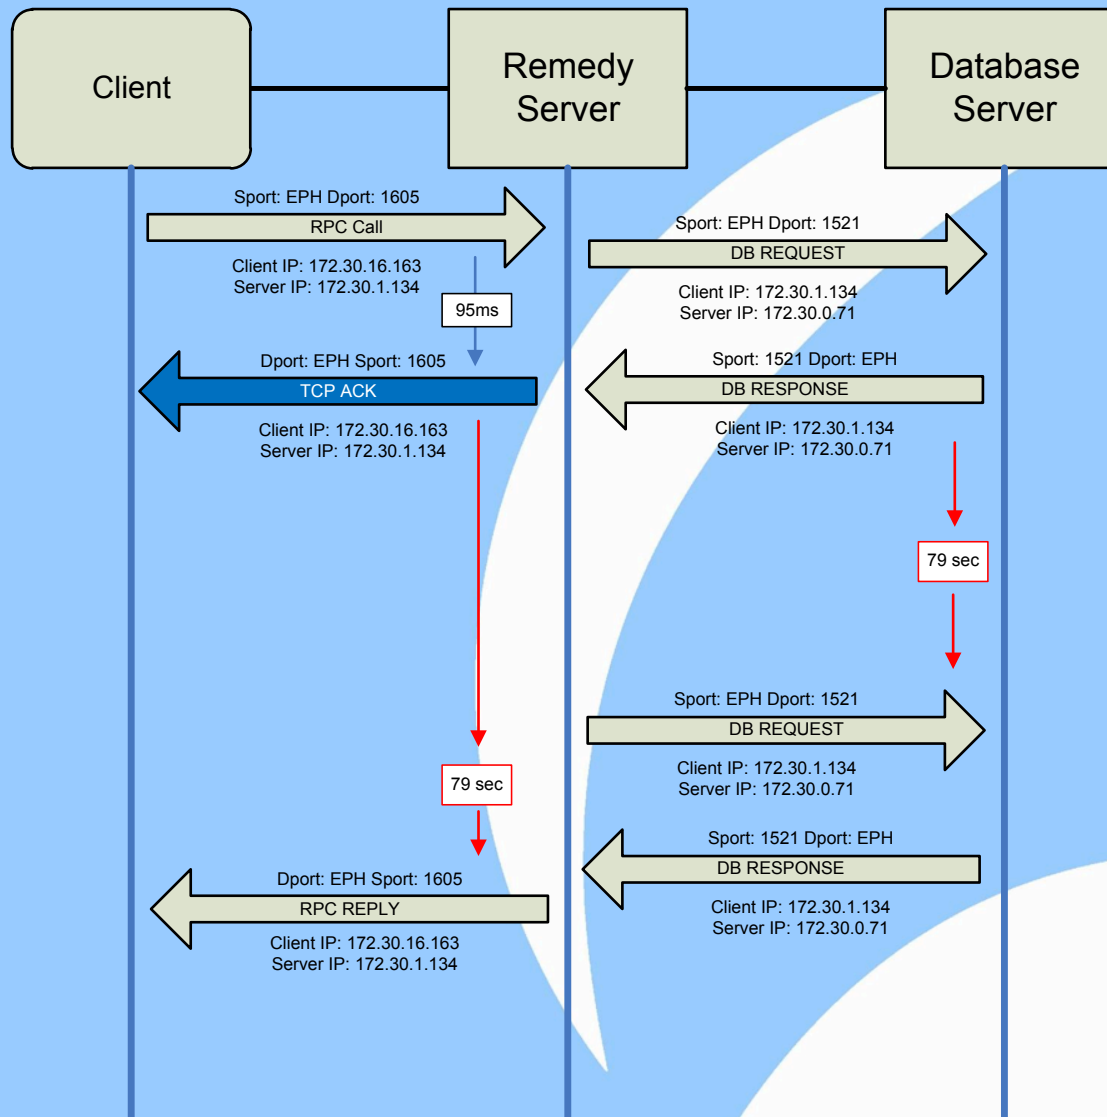 Client
Remedy
Server
Database
Server
Sport: EPH Dport: 1605
RPC Call
Client IP: 172.30.16.163
Server IP: 172.30.1.134
95ms
Sport: EPH Dport: 1521
DB REQUEST
Client IP: 172.30.1.134
Server IP: 172.30.0.71
Dport: EPH Sport: 1605
TCP ACK
Client IP: 172.30.16.163
Server IP: 172.30.1.134
Sport: 1521 Dport: EPH
DB RESPONSE
Client IP: 172.30.1.134
Server IP: 172.30.0.71
79 sec
Sport: EPH Dport: 1521
DB REQUEST
Client IP: 172.30.1.134
Server IP: 172.30.0.71
79 sec
Sport: 1521 Dport: EPH
DB RESPONSE
Client IP: 172.30.1.134
Server IP: 172.30.0.71
Dport: EPH Sport: 1605
RPC REPLY
Client IP: 172.30.16.163
Server IP: 172.30.1.134